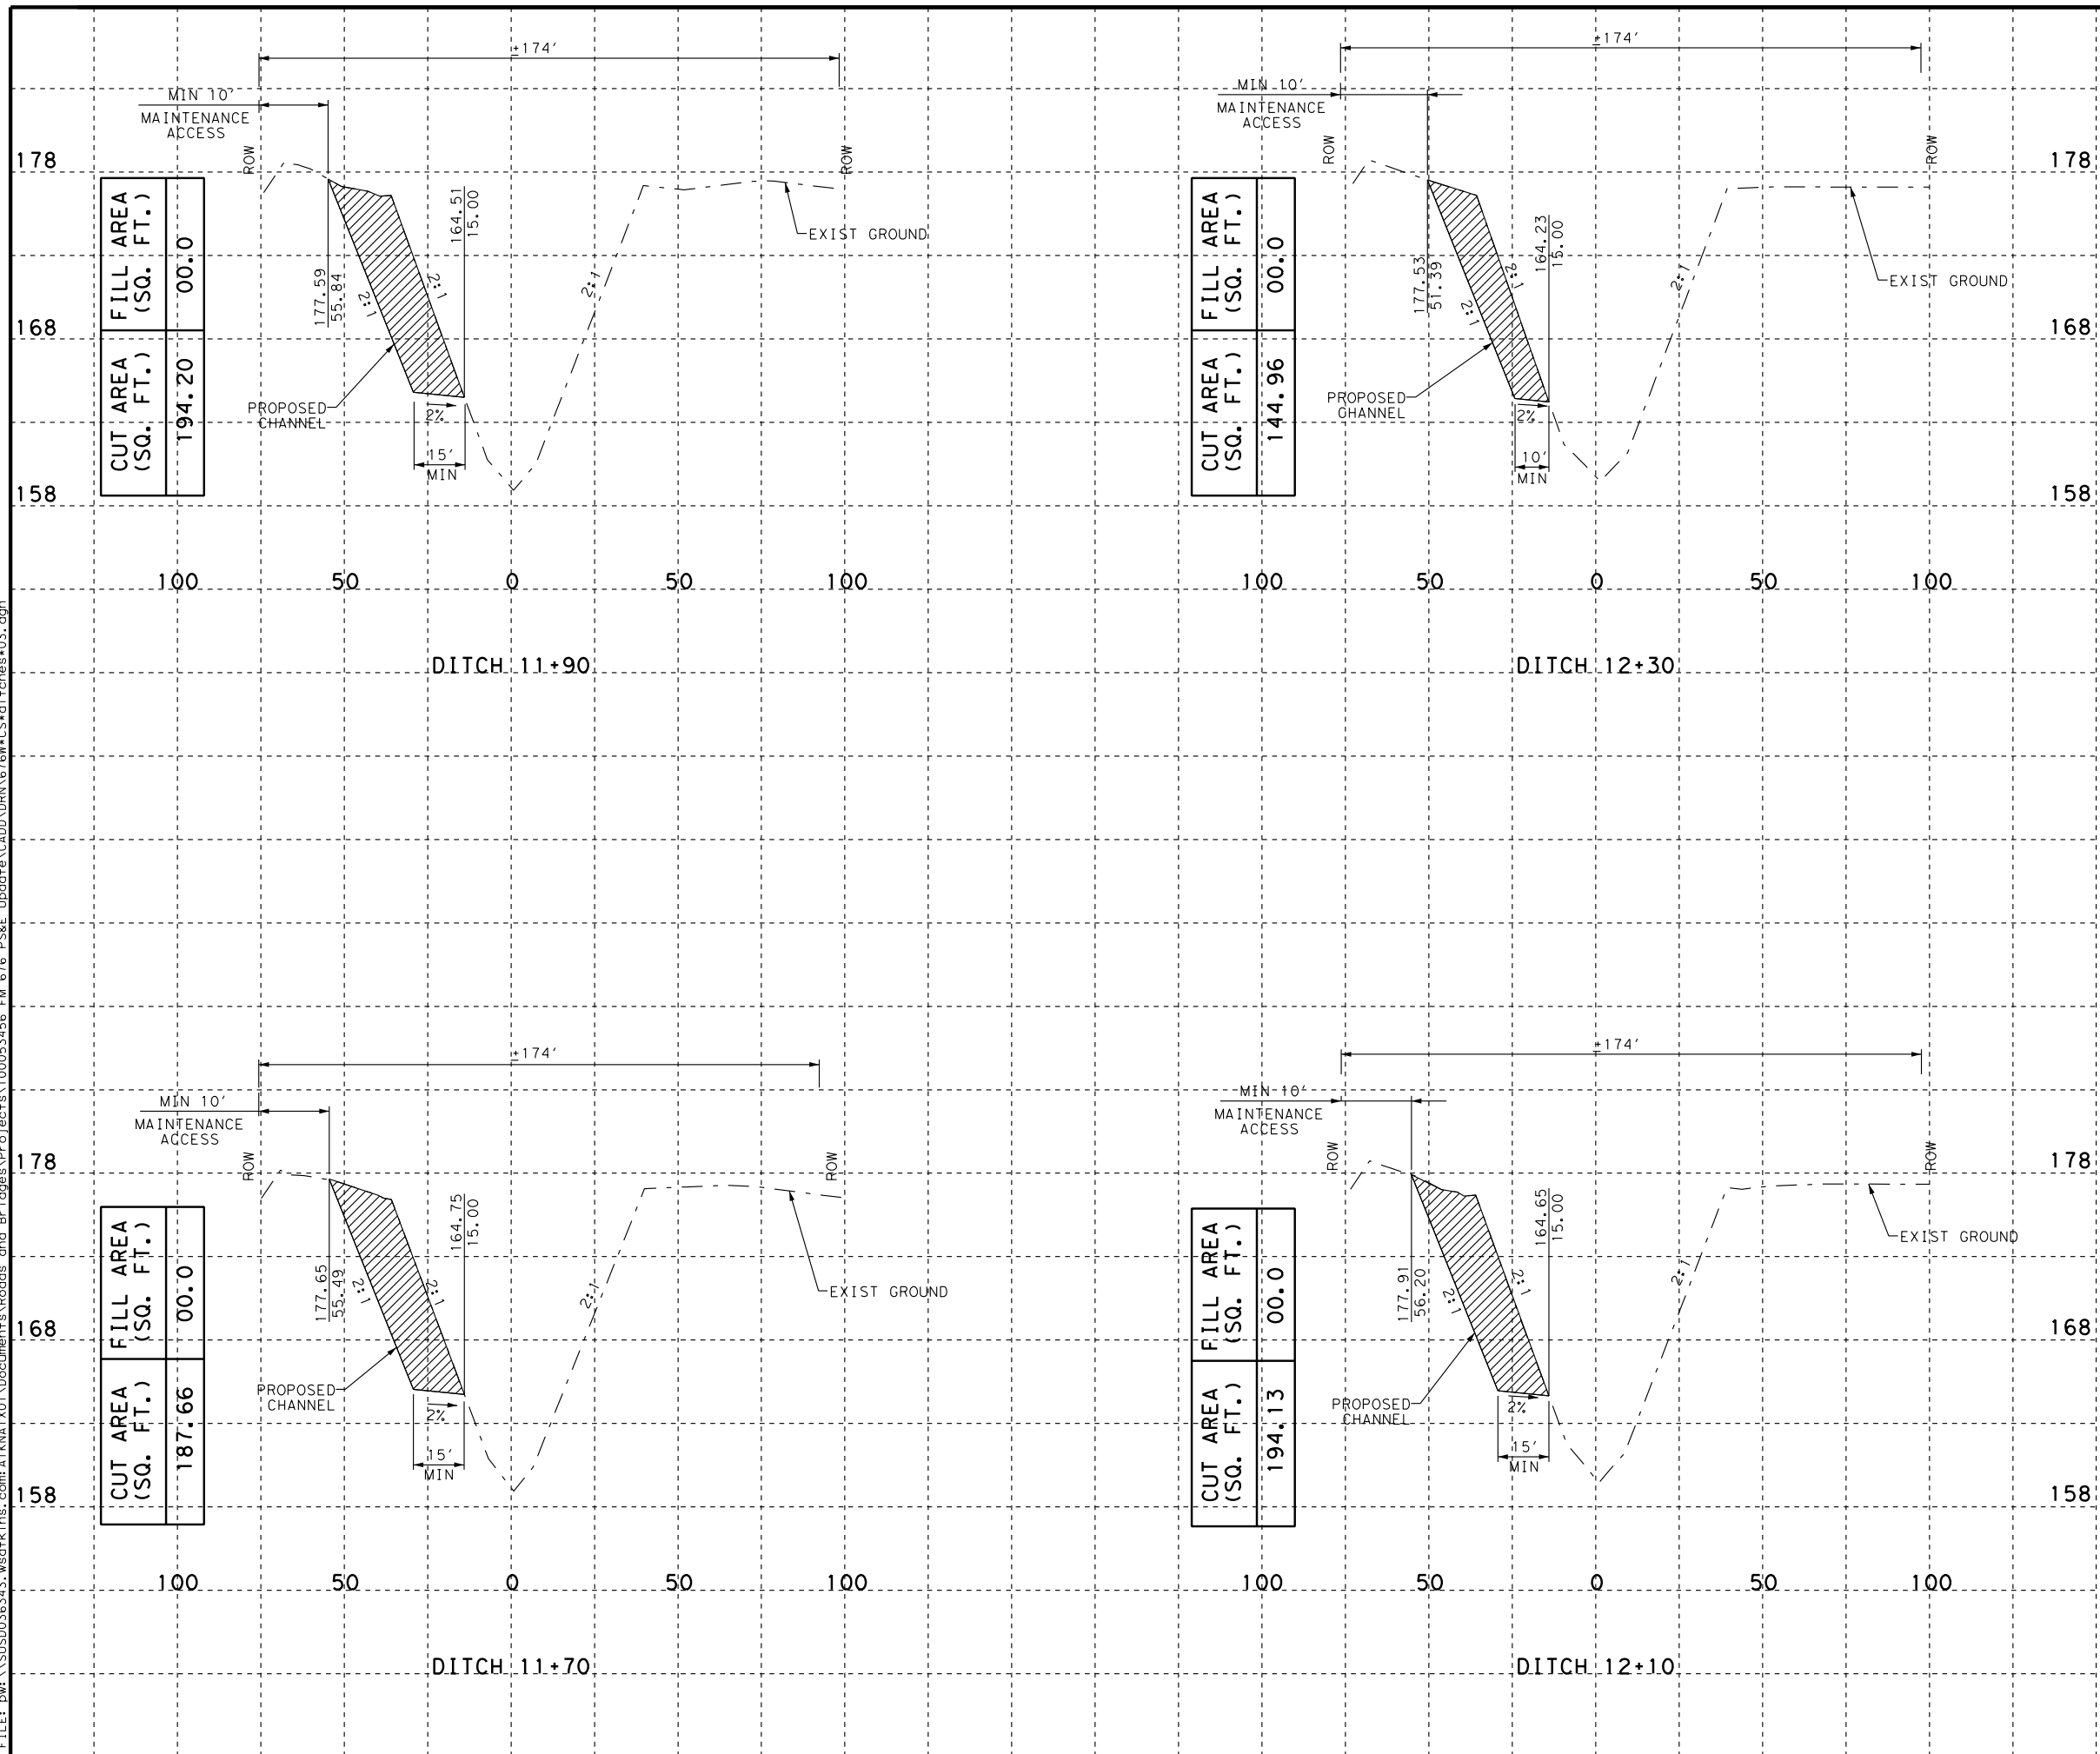 ±174'
MIN 10'
MAINTENANCE
ACCESS
ROW
ROW
178
168
158
FILL AREA
(SQ. FT.)
00.0
CUT AREA
(SQ. FT.)
194.20
177.59
55.84
2:1
2:1
164.51
15.00
2:1
EXIST GROUND
PROPOSED
CHANNEL
2%
15'
MIN
100
50
0
50
100
DITCH 11+90
±174'
MIN 10'
MAINTENANCE
ACCESS
ROW
ROW
178
168
158
FILL AREA
(SQ. FT.)
00.0
CUT AREA
(SQ. FT.)
144.96
177.53
51.39
2:1
2:1
164.23
15.00
2:1
EXIST GROUND
PROPOSED
CHANNEL
2%
10'
MIN
100
50
0
50
100
DITCH 12+30
±174'
MIN 10'
MAINTENANCE
ACCESS
ROW
ROW
178
168
158
FILL AREA
(SQ. FT.)
00.0
CUT AREA
(SQ. FT.)
187.66
177.65
55.49
2:1
2:1
164.75
15.00
2:1
EXIST GROUND
PROPOSED
CHANNEL
2%
15'
MIN
100
50
0
50
100
DITCH 11+70
±174'
MIN 10'
MAINTENANCE
ACCESS
ROW
ROW
178
168
158
FILL AREA
(SQ. FT.)
00.0
CUT AREA
(SQ. FT.)
194.13
177.91
56.20
2:1
2:1
164.65
15.00
2:1
EXIST GROUND
PROPOSED
CHANNEL
2%
15'
MIN
100
50
0
50
100
DITCH 12+10